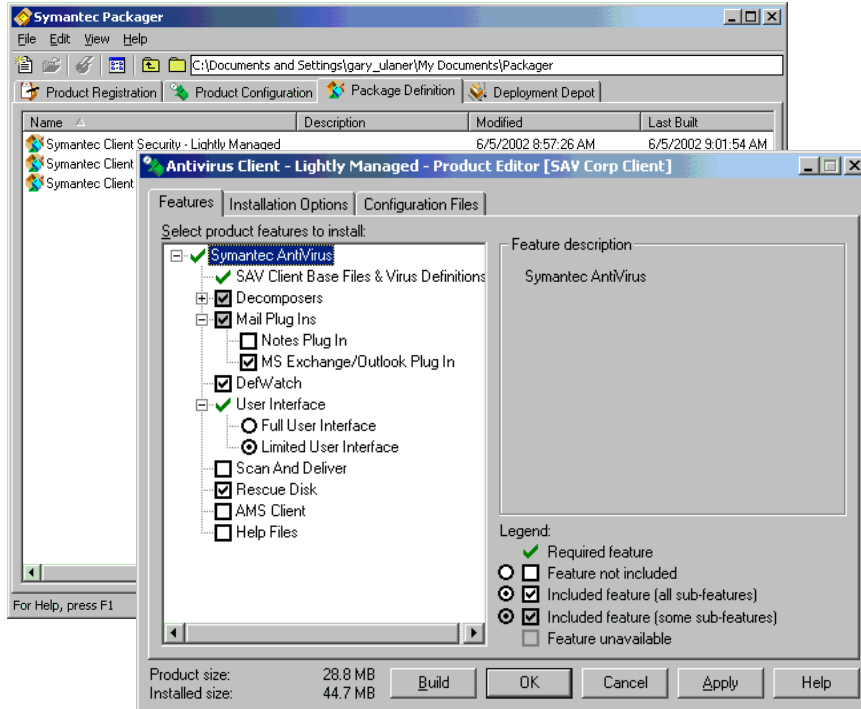 Symantec Packager
File Edit View Help
C:\Documents and Settings\gary_ulaner\My Documents\Packager
Product Registration Product Configuration Package Definition Deployment Depot
Name Description Modified Last Built
Symantec Client Security - Lightly Managed 6/5/2002 8:57:26 AM 6/5/2002 9:01:54 AM
Symantec Client
Symantec Client
Antivirus Client - Lightly Managed - Product Editor [SAV Corp Client]
Features Installation Options Configuration Files
Select product features to install:
Symantec AntiVirus
SAV Client Base Files & Virus Definitions
Decomposers
Mail Plug Ins
Notes Plug In
MS Exchange/Outlook Plug In
DefWatch
User Interface
Full User Interface
Limited User Interface
Scan And Deliver
Rescue Disk
AMS Client
Help Files
Feature description
Symantec AntiVirus
Legend:
Required feature
Feature not included
Included feature (all sub-features)
Included feature (some sub-features)
Feature unavailable
For Help, press F1
Product size: 28.8 MB
Installed size: 44.7 MB
Build OK Cancel Apply Help